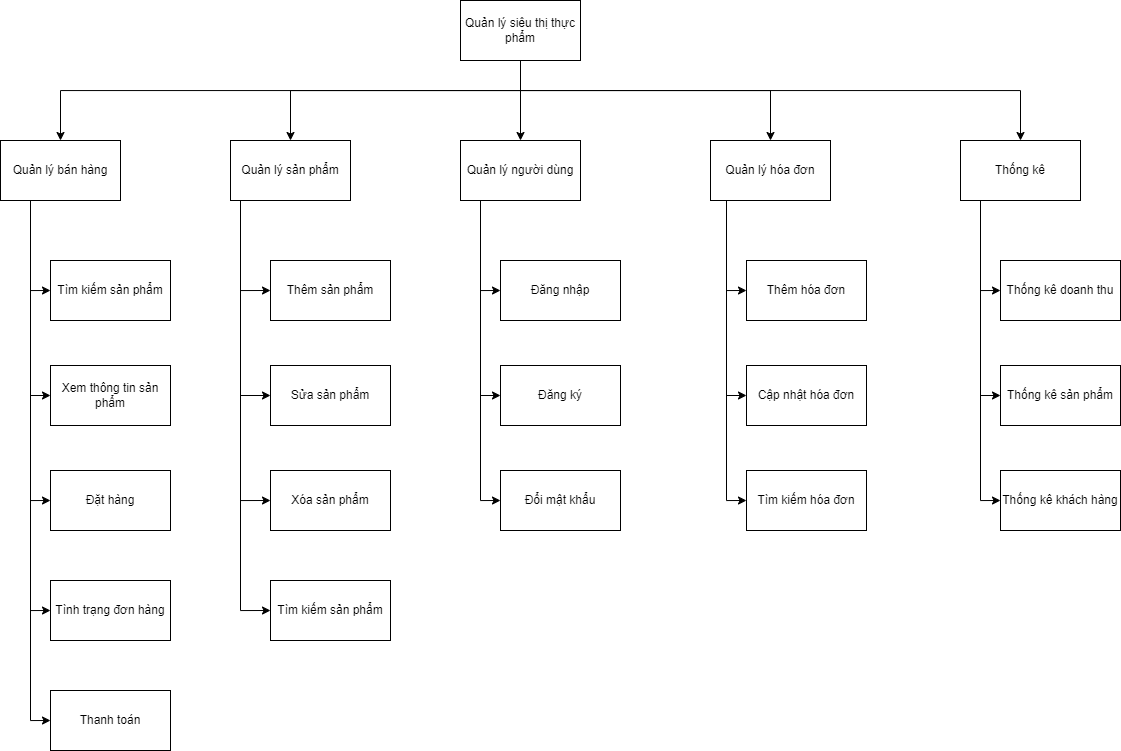 Quản lý siêu thị thực
phẩm
Quản lý bán hàng
Quản lý sản phẩm
Quản lý người dùng
Quản lý hóa đơn
Thống kê
Tìm kiếm sản phẩm
Thêm sản phẩm
Đăng nhập
Thêm hóa đơn
Thống kê doanh thu
Xem thông tin sản
phẩm
Sửa sản phẩm
Đăng ký
Cập nhật hóa đơn
Thống kê sản phẩm
Đặt hàng
Xóa sản phẩm
Đổi mật khẩu
Tìm kiếm hóa đơn
Thống kê khách hàng
Tình trạng đơn hàng
Tìm kiếm sản phẩm
Thanh toán